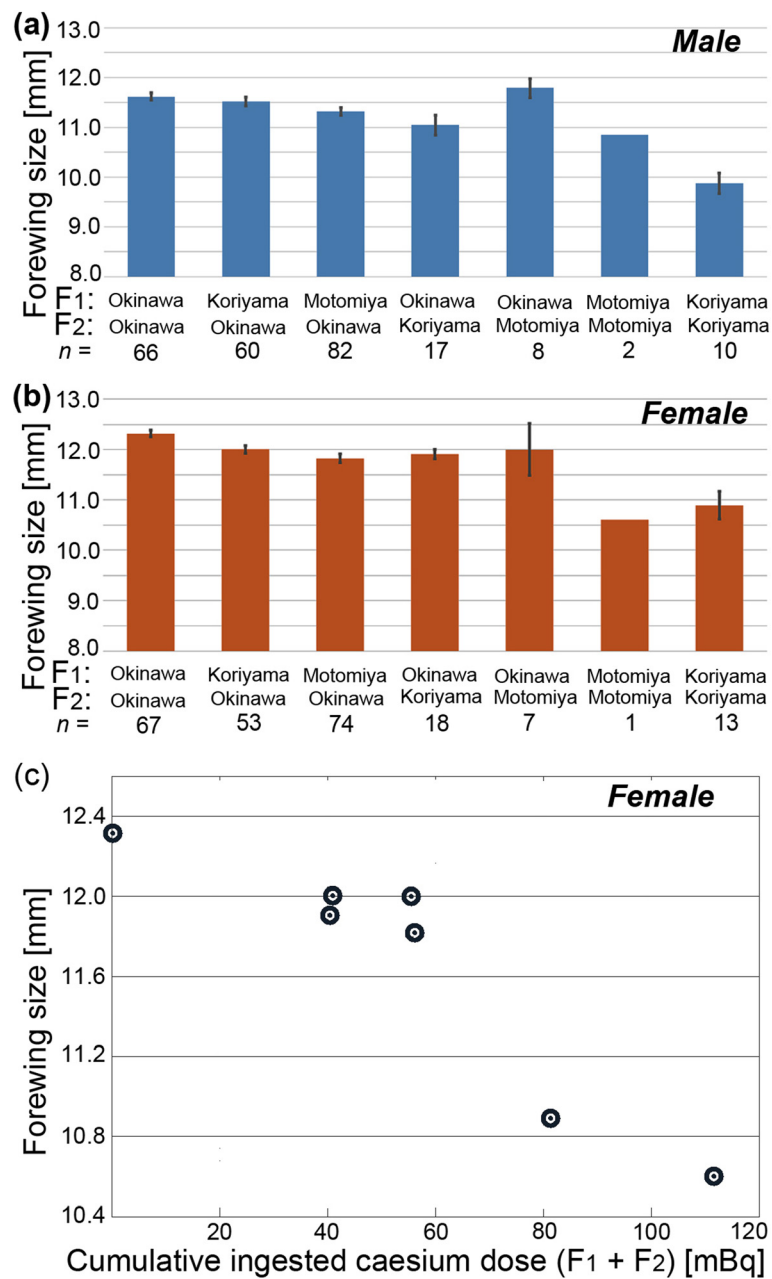 (a)
Male
Forewing size [mm]
13.0
12.0
11.0
10.0
9.0
8.0
F1: Okinawa Koriyama Motomiya Okinawa Okinawa Motomiya Koriyama
F2: Okinawa Okinawa Okinawa Koriyama Motomiya Motomiya Koriyama
n = 66 60 82 17 8 2 10
(b)
Female
Forewing size [mm]
13.0
12.0
11.0
10.0
9.0
8.0
F1: Okinawa Koriyama Motomiya Okinawa Okinawa Motomiya Koriyama
F2: Okinawa Okinawa Okinawa Koriyama Motomiya Motomiya Koriyama
n = 67 53 74 18 7 1 13
(c)
Female
Forewing size [mm]
12.4
12.0
11.6
11.2
10.8
10.4
20 40 60 80 100 120
Cumulative ingested caesium dose (F1 + F2) [mBq]